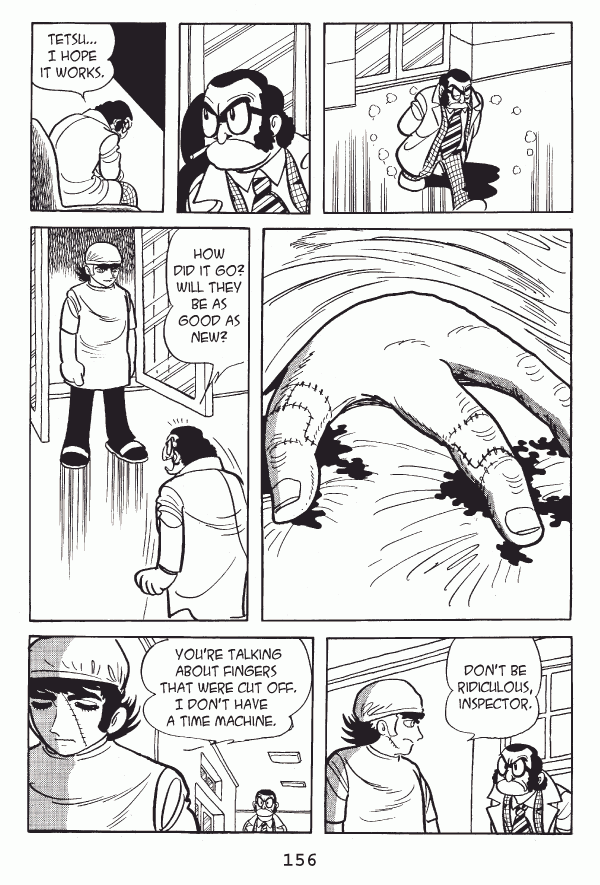 TETSU...
I HOPE
IT WORKS.
HOW
DID IT GO?
WILL THEY
BE AS
GOOD AS
NEW?
YOU'RE TALKING
ABOUT FINGERS
THAT WERE CUT OFF.
I DON'T HAVE
A TIME MACHINE.
DON'T BE
RIDICULOUS,
INSPECTOR.
156